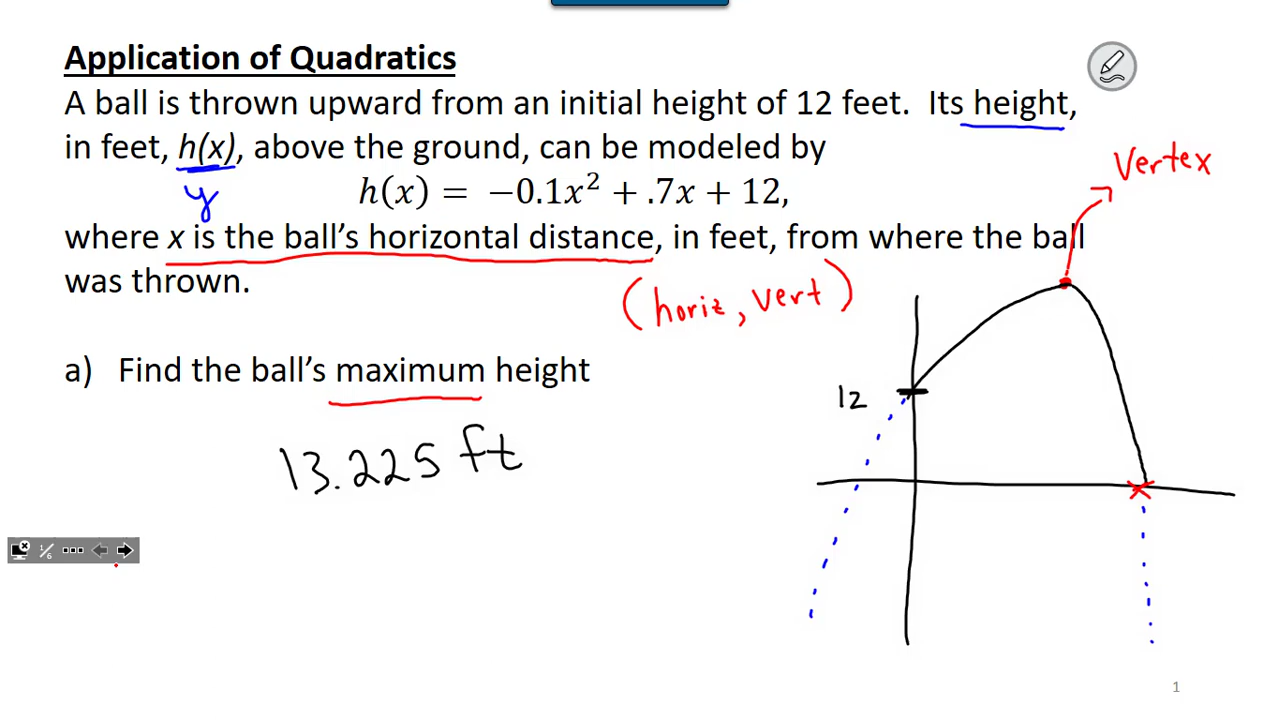 Application of Quadratics
A ball is thrown upward from an initial height of 12 feet. Its height,
in feet, h(x), above the ground, can be modeled by
y
h(x) = −0.1x² + .7x + 12,
Vertex
where x is the ball's horizontal distance, in feet, from where the ball
was thrown.
(horiz, vert)
a) Find the ball's maximum height
12
13.225 ft
1/6
1